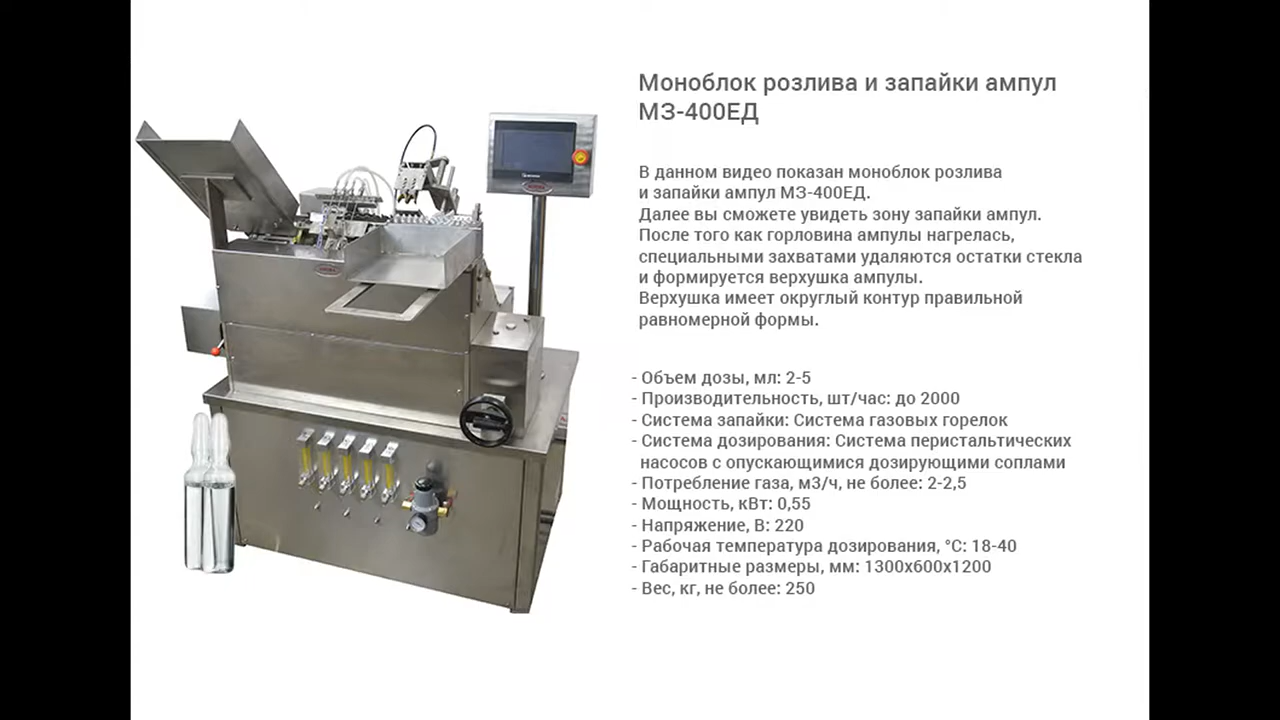 Моноблок розлива и запайки ампул
МЗ-400ЕД
В данном видео показан моноблок розлива
и запайки ампул МЗ-400ЕД.
Далее вы сможете увидеть зону запайки ампул.
После того как горловина ампулы нагрелась,
специальными захватами удаляются остатки стекла
и формируется верхушка ампулы.
Верхушка имеет округлый контур правильной
равномерной формы.
- Объем дозы, мл: 2-5
- Производительность, шт/час: до 2000
- Система запайки: Система газовых горелок
- Система дозирования: Система перистальтических
насосов с опускающимися дозирующими соплами
- Потребление газа, м3/ч, не более: 2-2,5
- Мощность, кВт: 0,55
- Напряжение, В: 220
- Рабочая температура дозирования, °С: 18-40
- Габаритные размеры, мм: 1300х600х1200
- Вес, кг, не более: 250